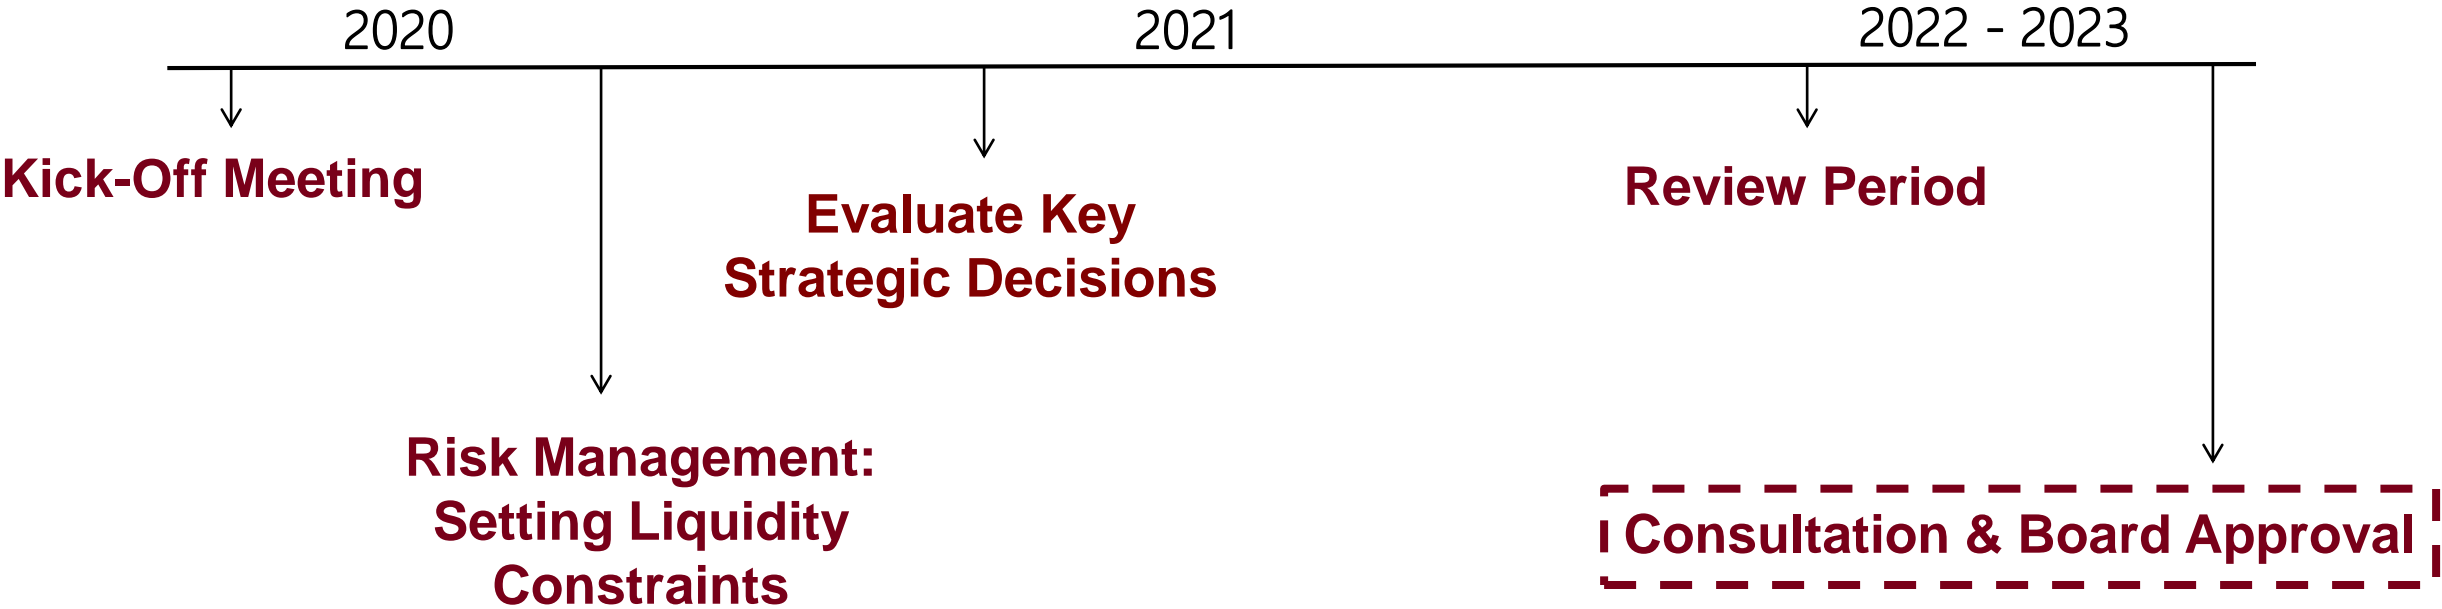 2020
2021
2022 - 2023
Kick-Off Meeting
Risk Management:
Setting Liquidity
Constraints
Evaluate Key
Strategic Decisions
Review Period
Consultation & Board Approval